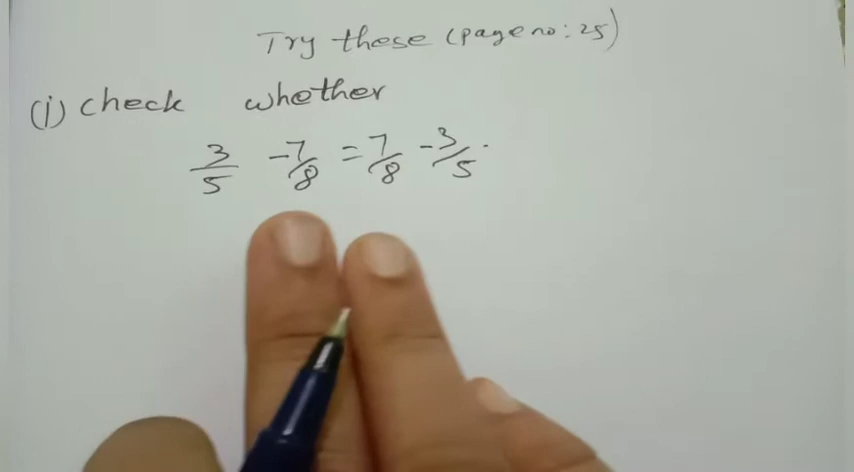 Try these (page no: 25)
(i) check whether
3/5 - 7/8 = 7/8 - 3/5.